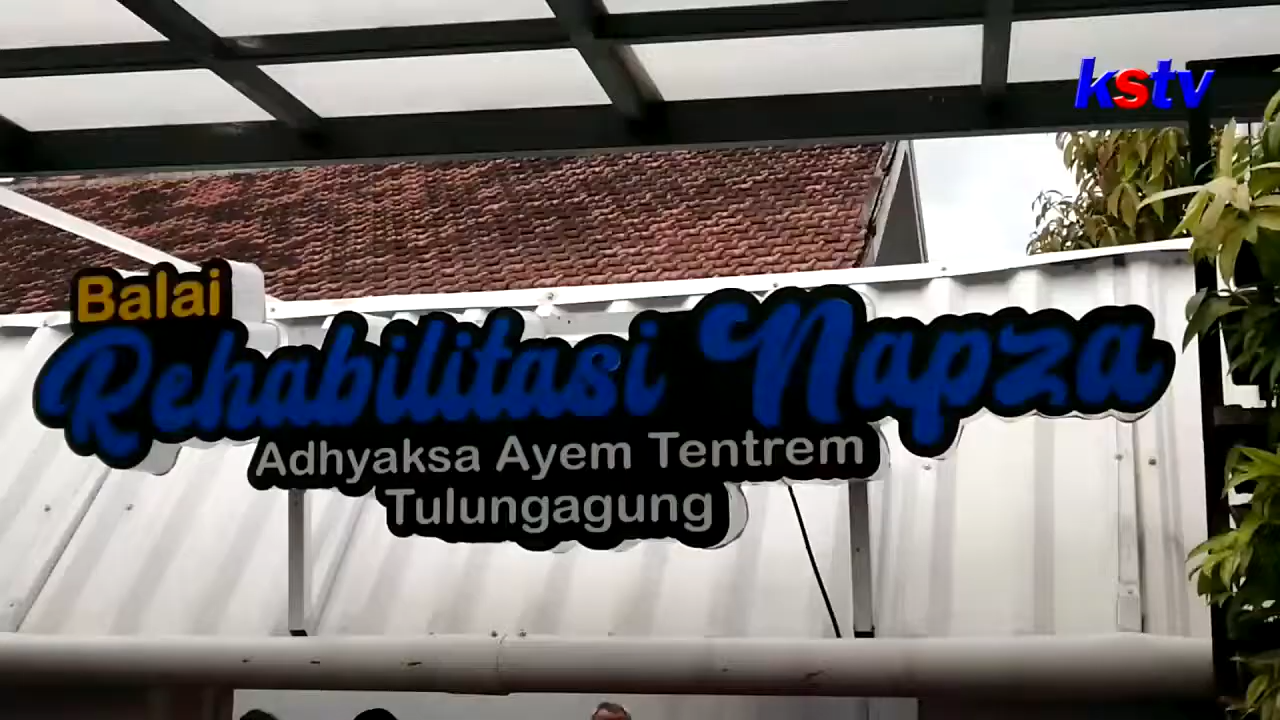 kstv
Balai
Rehabilitasi Napza
Adhyaksa Ayem Tentrem
Tulungagung